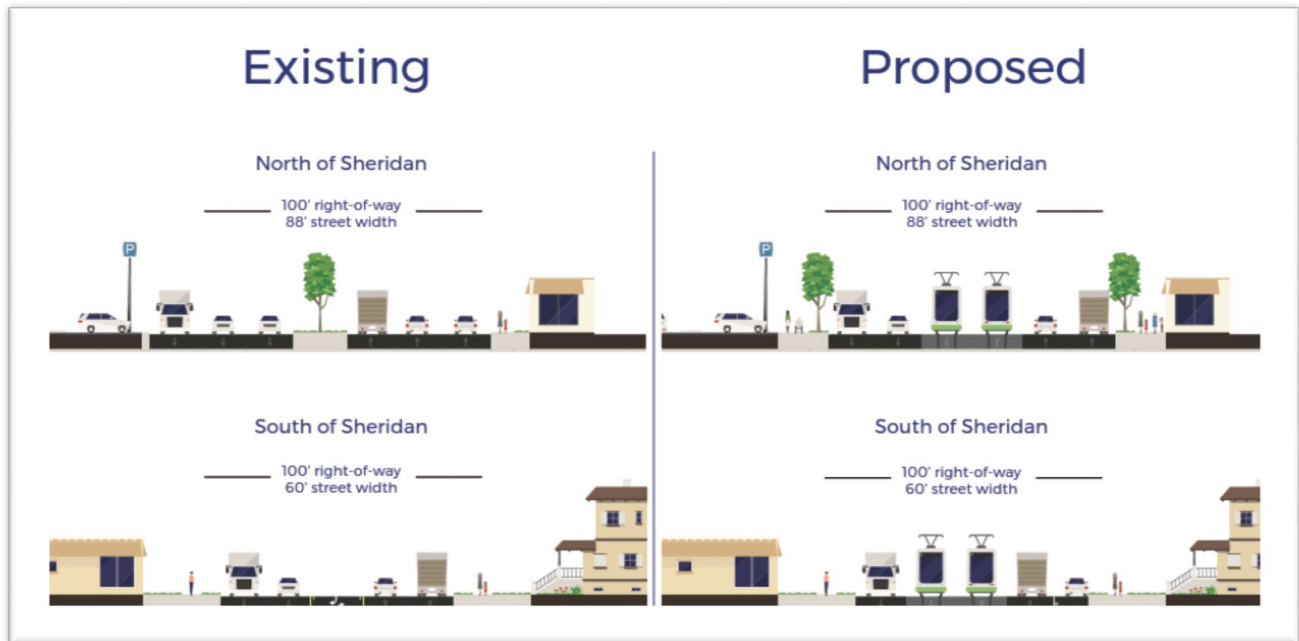 Existing
North of Sheridan
100' right-of-way
88' street width
P
South of Sheridan
100' right-of-way
60' street width
Proposed
North of Sheridan
100' right-of-way
88' street width
P
South of Sheridan
100' right-of-way
60' street width